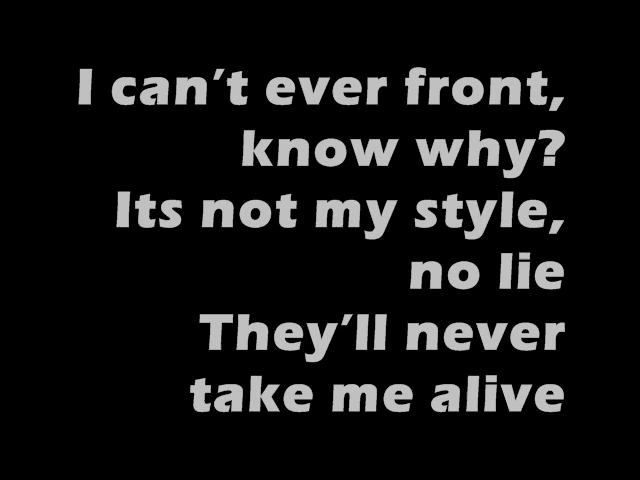 I can’t ever front,
know why?
Its not my style,
no lie
They’ll never
take me alive